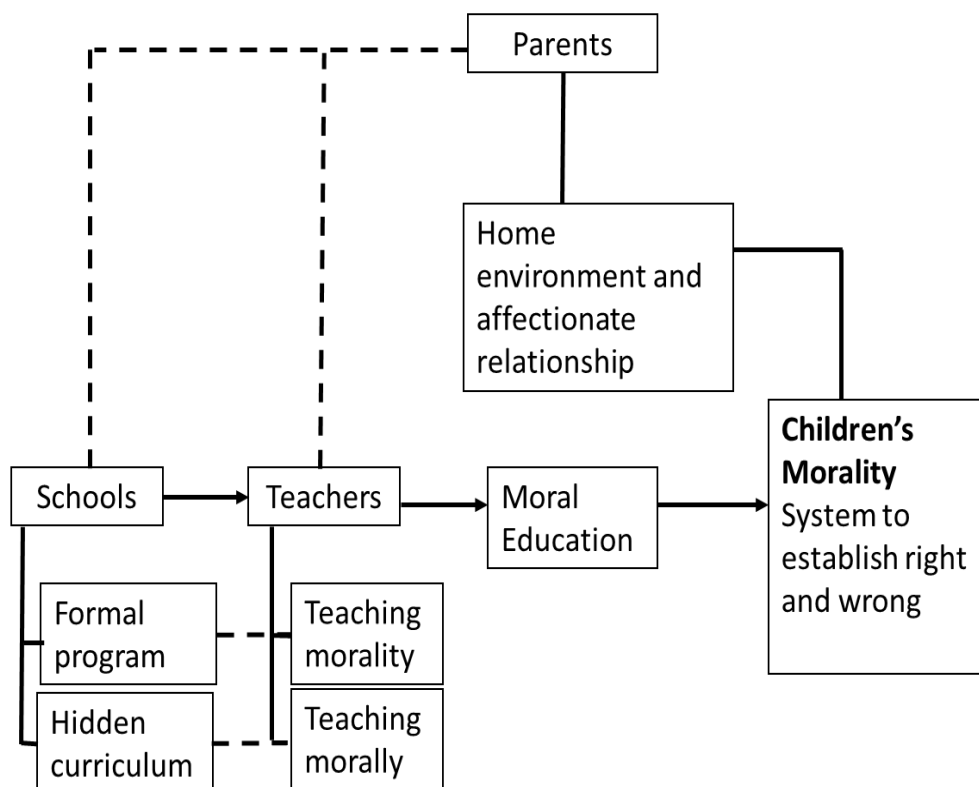 Parents
Home
environment and
affectionate
relationship
Children’s
Morality
System to
establish right
and wrong
Schools
Teachers
Moral
Education
Formal
program
Teaching
morality
Hidden
curriculum
Teaching
morally